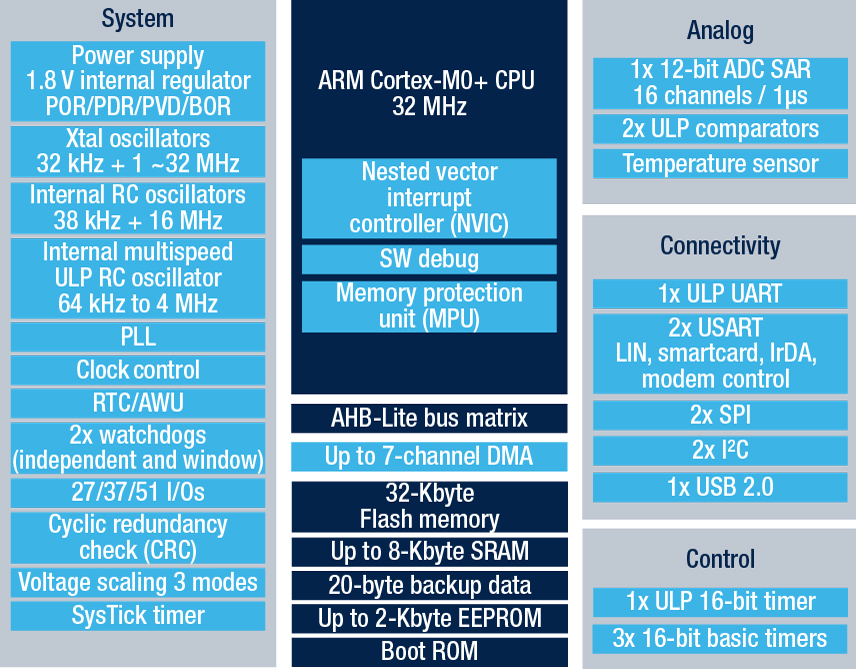 System
Power supply
1.8 V internal regulator
POR/PDR/PVD/BOR
Xtal oscillators
32 kHz + 1 ~32 MHz
Internal RC oscillators
38 kHz + 16 MHz
Internal multispeed
ULP RC oscillator
64 kHz to 4 MHz
PLL
Clock control
RTC/AWU
2x watchdogs
(independent and window)
27/37/51 I/Os
Cyclic redundancy
check (CRC)
Voltage scaling 3 modes
SysTick timer
ARM Cortex-M0+ CPU
32 MHz
Nested vector
interrupt
controller (NVIC)
SW debug
Memory protection
unit (MPU)
AHB-Lite bus matrix
Up to 7-channel DMA
32-Kbyte
Flash memory
Up to 8-Kbyte SRAM
20-byte backup data
Up to 2-Kbyte EEPROM
Boot ROM
Analog
1x 12-bit ADC SAR
16 channels / 1µs
2x ULP comparators
Temperature sensor
Connectivity
1x ULP UART
2x USART
LIN, smartcard, IrDA,
modem control
2x SPI
2x I²C
1x USB 2.0
Control
1x ULP 16-bit timer
3x 16-bit basic timers